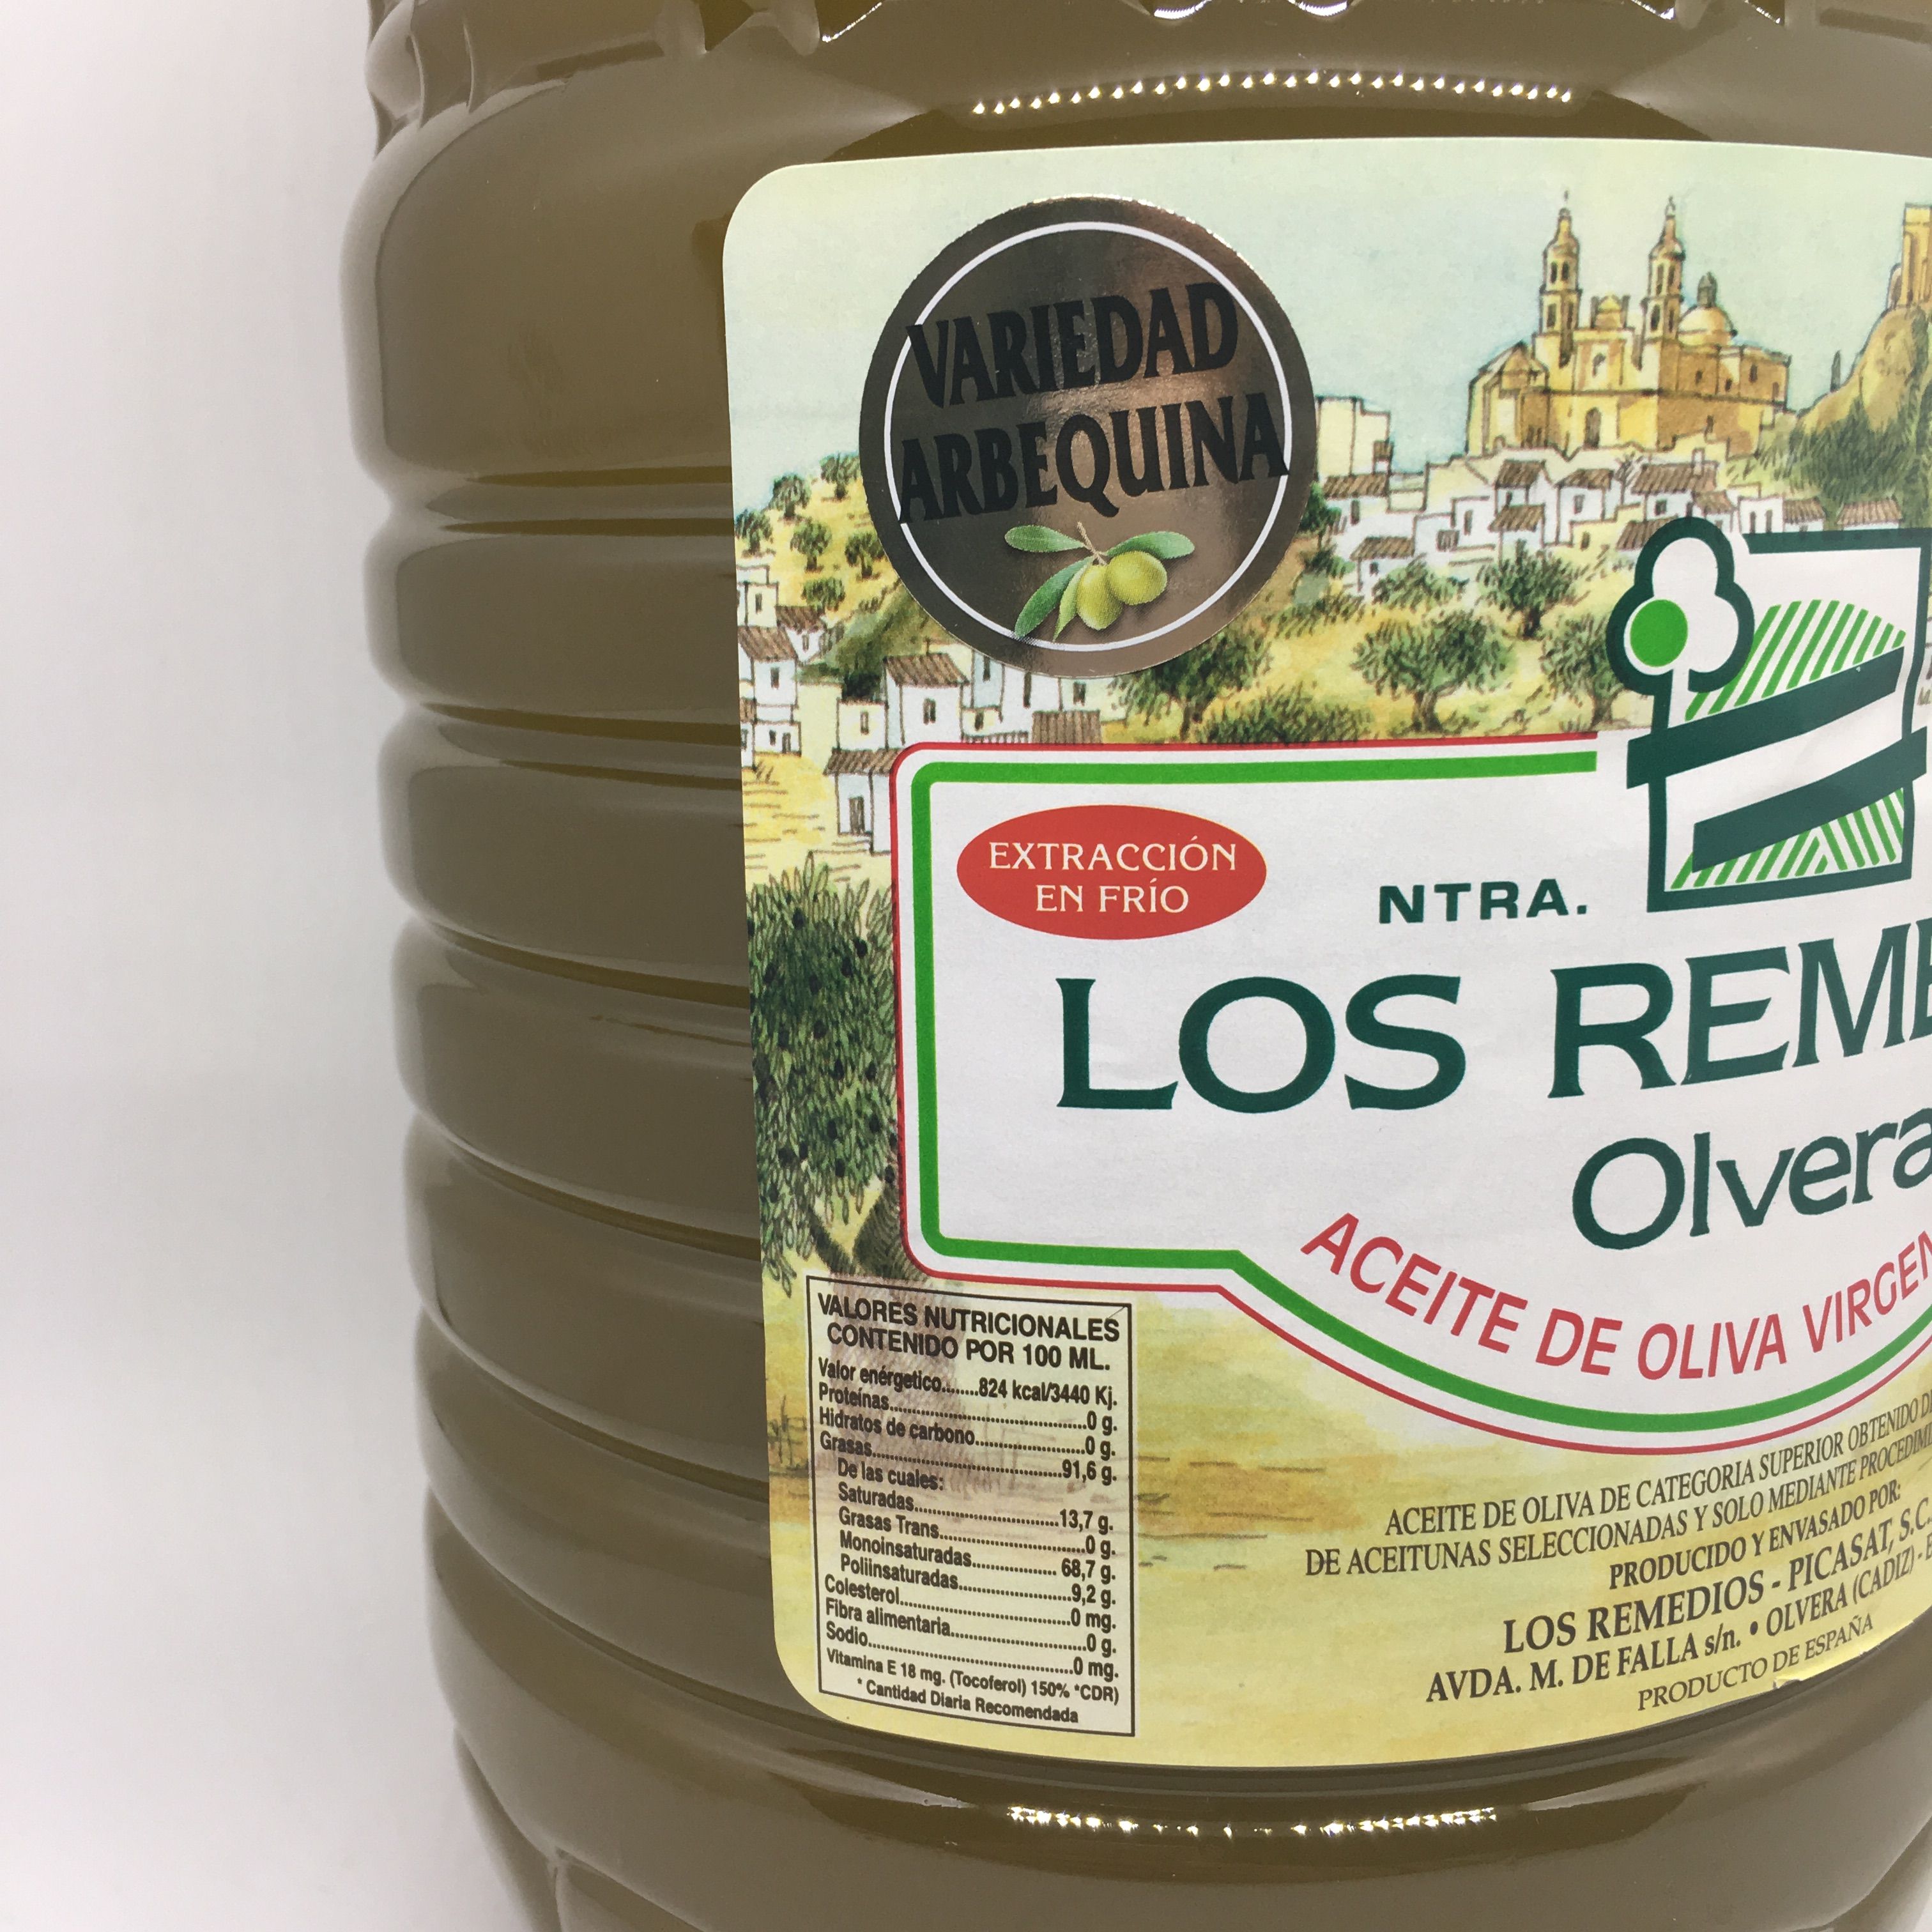 VARIEDAD
ARBEQUINA
EXTRACCIÓN
EN FRÍO
NTRA.
LOS REME
Olvera
ACEITE DE OLIVA VIRGEN
VALORES NUTRICIONALES
CONTENIDO POR 100 ML.
Valor enérgetico........824 kcal/3440 Kj.
Proteínas............0 g.
Hidratos de carbono............0 g.
Grasas............91,6 g.
De las cuales:
Saturadas............13,7 g.
Grasas Trans............0 g.
Monoinsaturadas............68,7 g.
Poliinsaturadas............9,2 g.
Colesterol............0 mg.
Fibra alimentaria............0 g.
Sodio............0 mg.
Vitamina E 18 mg. (Tocoferol) 150% *CDR)
* Cantidad Diaria Recomendada
ACEITE DE OLIVA DE CATEGORIA SUPERIOR OBTENIDO
DE ACEITUNAS SELECCIONADAS Y SOLO MEDIANTE PROCEDIMI
PRODUCIDO Y ENVASADO POR:
LOS REMEDIOS - PICASAT, S.C.
AVDA. M. DE FALLA s/n. • OLVERA (CADIZ) -
PRODUCTO DE ESPAÑA